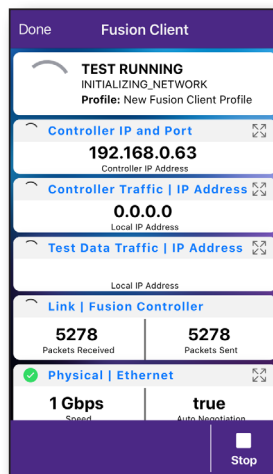 Done Fusion Client
TEST RUNNING
INITIALIZING_NETWORK
Profile: New Fusion Client Profile
Controller IP and Port
192.168.0.63
Controller IP Address
Controller Traffic | IP Address
0.0.0.0
Local IP Address
Test Data Traffic | IP Address
Local IP Address
Link | Fusion Controller
5278 5278
Packets Received Packets Sent
Physical | Ethernet
1 Gbps true
Speed Auto Negotiation
Stop